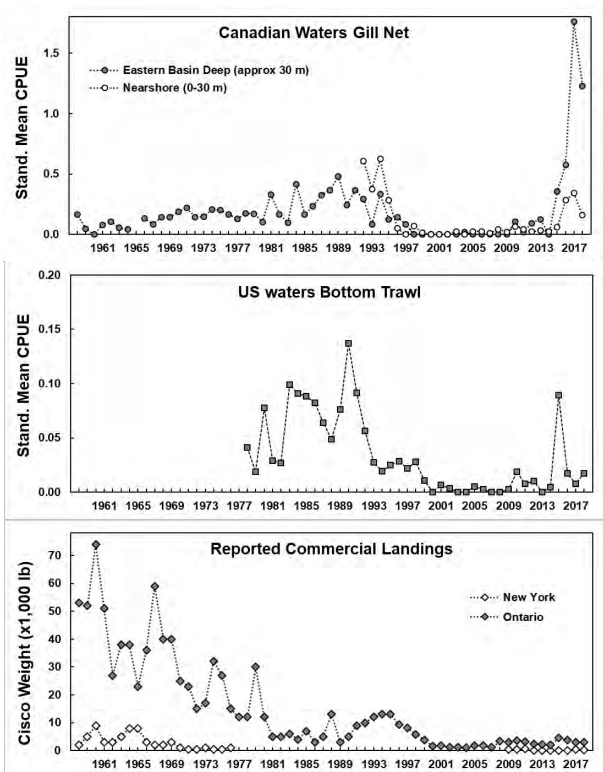 Canadian Waters Gill Net
Eastern Basin Deep (approx 30 m)
Nearshore (0-30 m)
Stand. Mean CPUE
1.5
1.0
0.5
0.0
1961 1965 1969 1973 1977 1981 1985 1989 1993 1997 2001 2005 2009 2013 2017
US waters Bottom Trawl
Stand. Mean CPUE
0.20
0.15
0.10
0.05
0.00
1961 1965 1969 1973 1977 1981 1985 1989 1993 1997 2001 2005 2009 2013 2017
Reported Commercial Landings
New York
Ontario
Cisco Weight (x1,000 lb)
70
60
50
40
30
20
10
0
1961 1965 1969 1973 1977 1981 1985 1989 1993 1997 2001 2005 2009 2013 2017